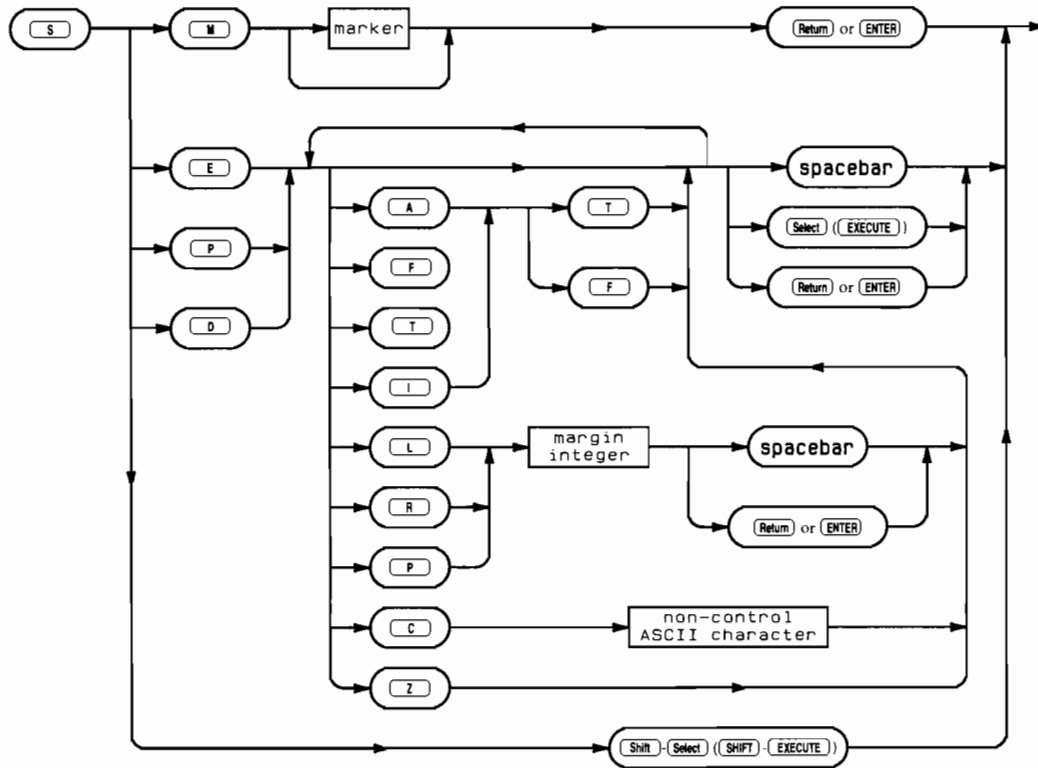 S
M
marker
Return or ENTER
E
spacebar
A
T
Select (EXECUTE)
P
F
F
Return or ENTER
D
T
I
L
margin
integer
spacebar
R
Return or ENTER
P
C
non-control
ASCII character
Z
Shift-Select (SHIFT-EXECUTE)